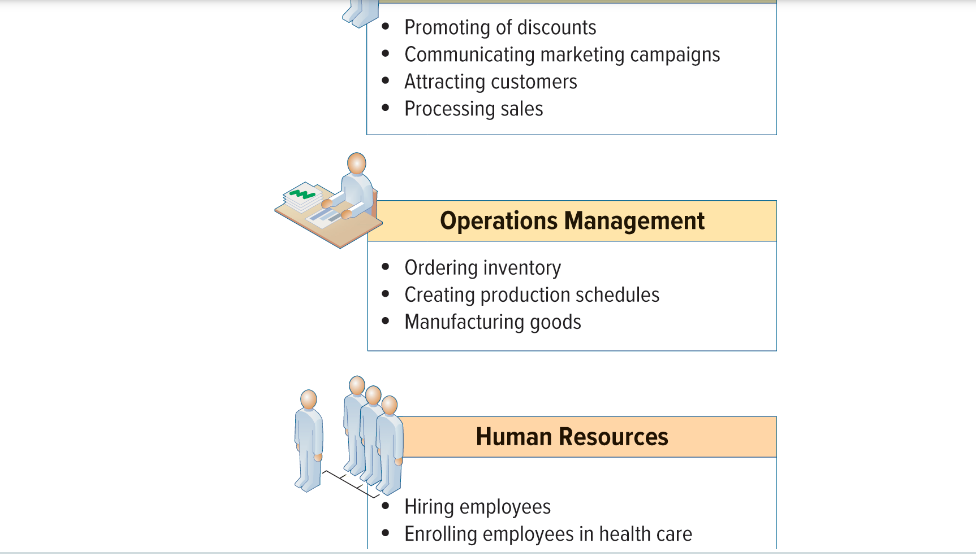 • Promoting of discounts
• Communicating marketing campaigns
• Attracting customers
• Processing sales
Operations Management
• Ordering inventory
• Creating production schedules
• Manufacturing goods
Human Resources
• Hiring employees
• Enrolling employees in health care